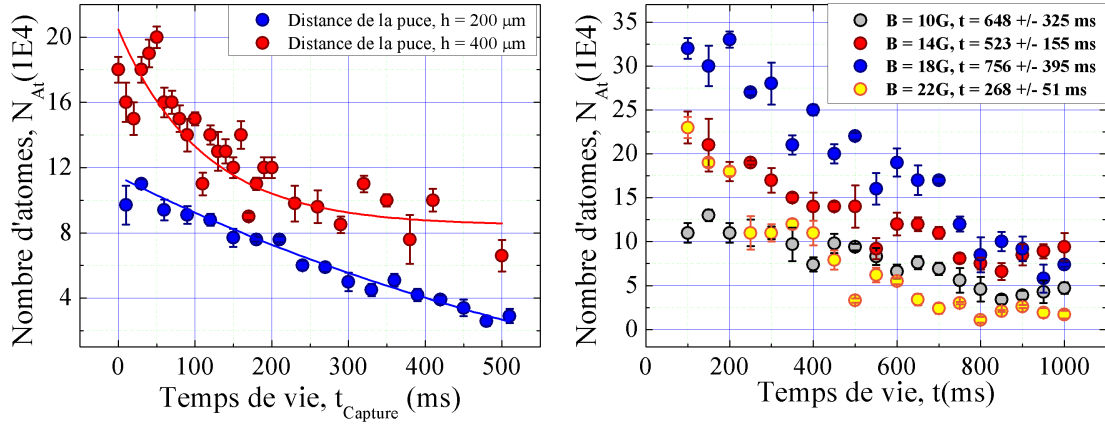 Distance de la puce, h = 200 μm
Distance de la puce, h = 400 μm
Nombre d'atomes, N_At(1E4)
20
16
12
8
4
0 100 200 300 400 500
Temps de vie, t_Capture (ms)
B = 10G, t = 648 +/- 325 ms
B = 14G, t = 523 +/- 155 ms
B = 18G, t = 756 +/- 395 ms
B = 22G, t = 268 +/- 51 ms
Nombre d'atomes, N_At(1E4)
35
30
25
20
15
10
5
0
0 200 400 600 800 1000
Temps de vie, t(ms)